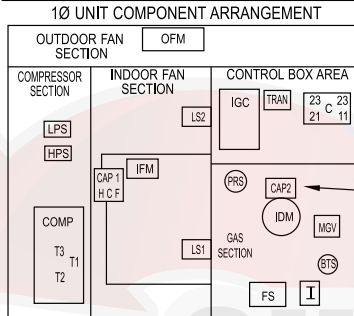 1Ø UNIT COMPONENT ARRANGEMENT
OUTDOOR FAN
SECTION
OFM
COMPRESSOR
SECTION
LPS
HPS
COMP
T3
T1
T2
INDOOR FAN
SECTION
LS2
CAP 1
H C F
IFM
LS1
CONTROL BOX AREA
IGC
TRAN
23 C 23
21 11
PRS
CAP2
IDM
GAS
SECTION
MGV
BTS
FS
I